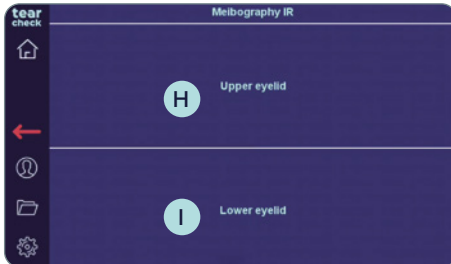 tear
check
Meibography IR
H
Upper eyelid
I
Lower eyelid